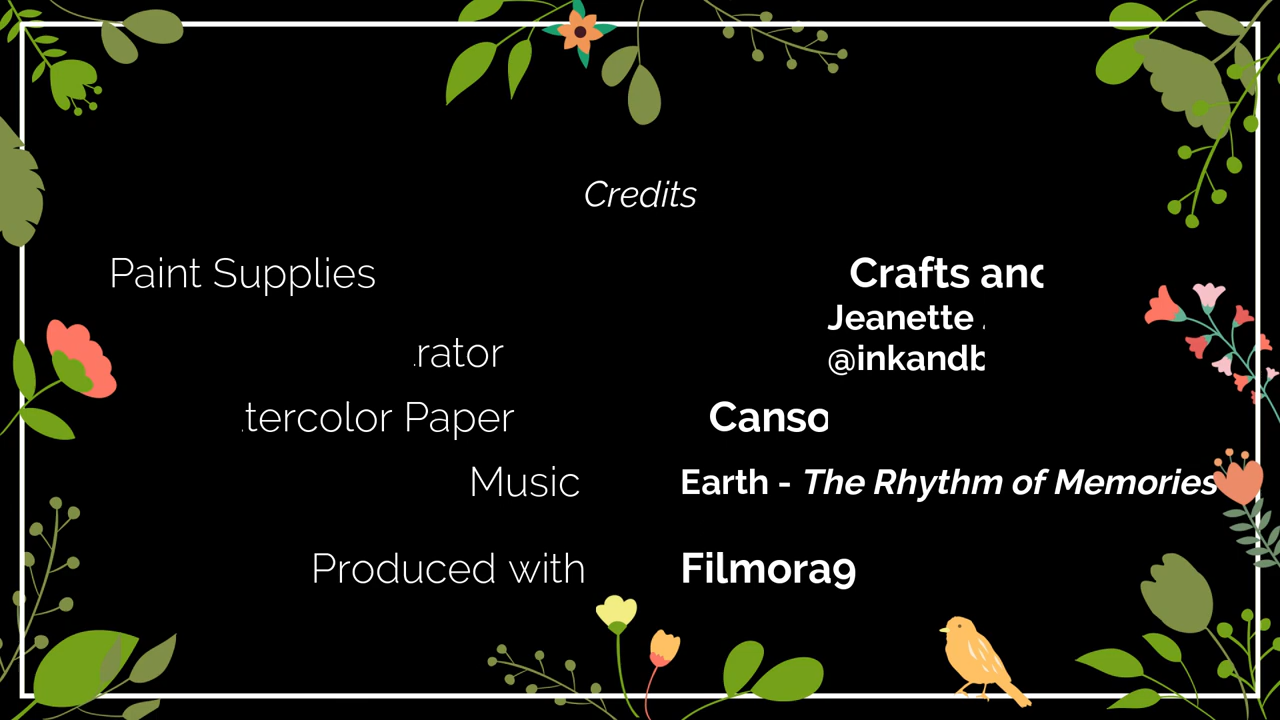 Credits
Paint Supplies Crafts and
Jeanette
rator
@inkandb
tercolor Paper Canso
Music Earth - The Rhythm of Memories
Produced with Filmora9